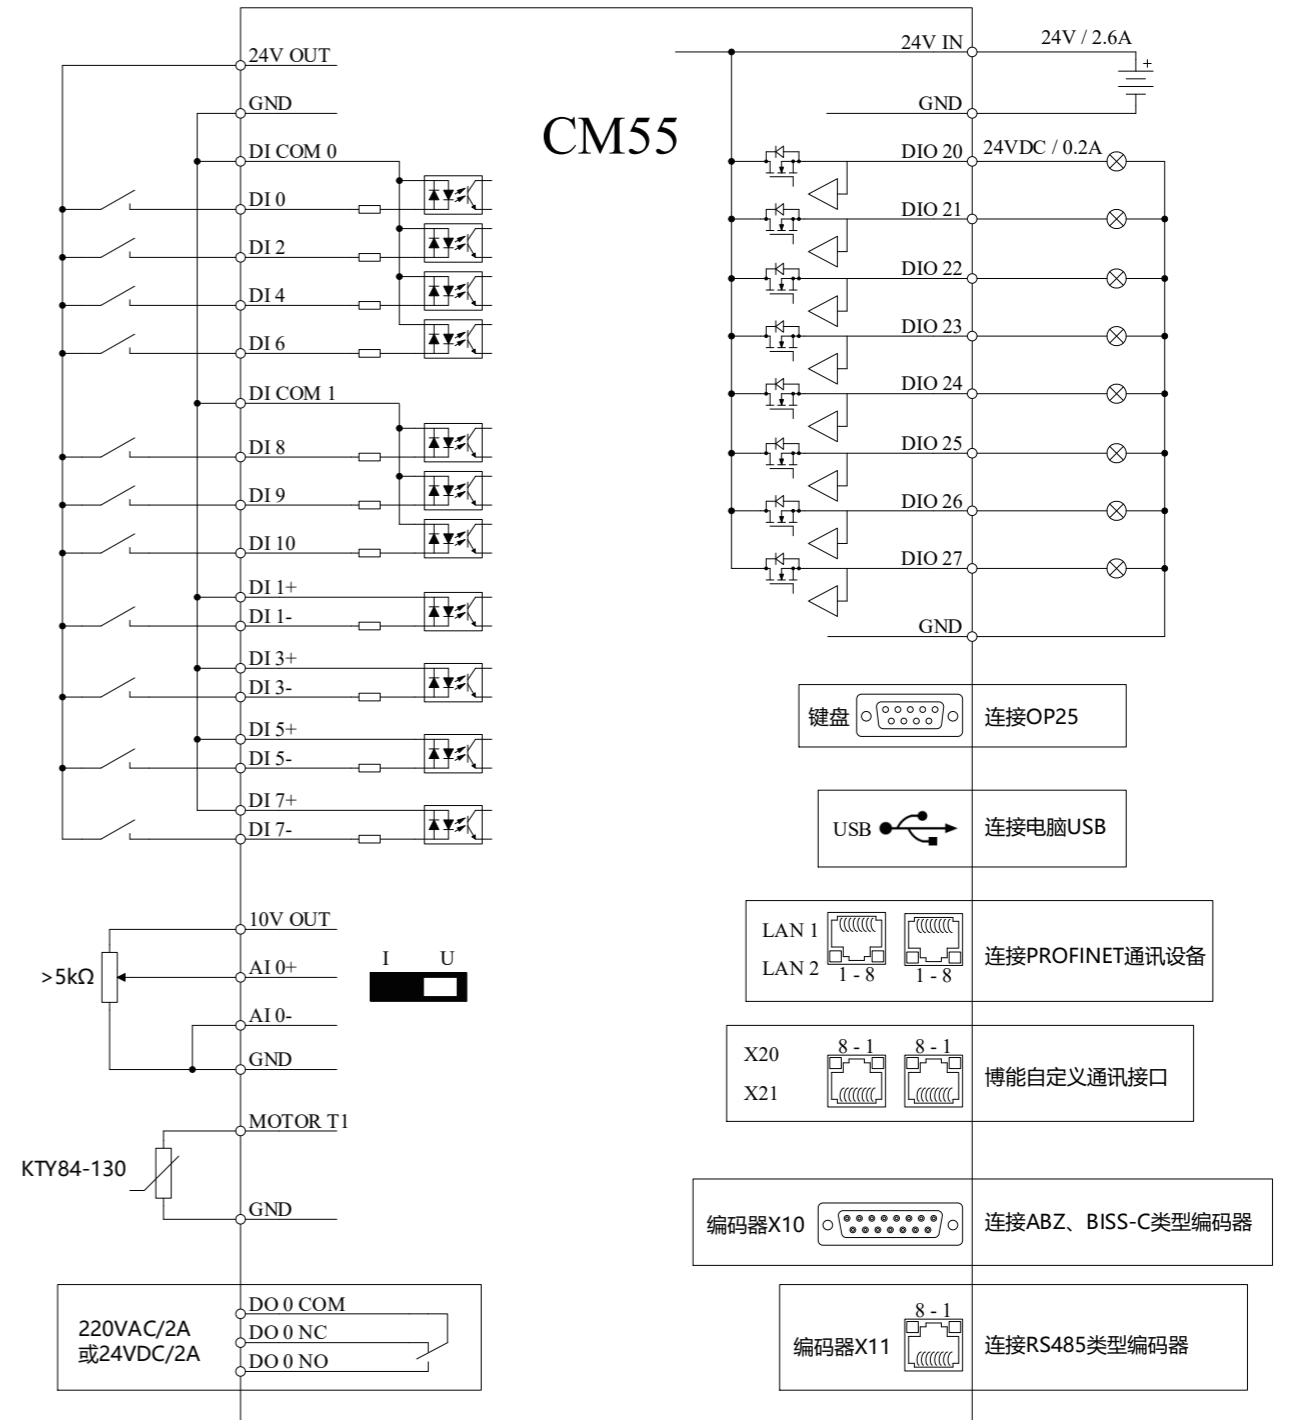 24V OUT
GND
DI COM 0
DI 0
DI 2
DI 4
DI 6
DI COM 1
DI 8
DI 9
DI 10
DI 1+
DI 1-
DI 3+
DI 3-
DI 5+
DI 5-
DI 7+
DI 7-
10V OUT
>5kΩ
AI 0+
AI 0-
GND
I U
MOTOR T1
KTY84-130
GND
220VAC/2A
或24VDC/2A
DO 0 COM
DO 0 NC
DO 0 NO
CM55
24V IN
24V / 2.6A
+
GND
DIO 20
24VDC / 0.2A
DIO 21
DIO 22
DIO 23
DIO 24
DIO 25
DIO 26
DIO 27
GND
键盘 连接OP25
USB 连接电脑USB
LAN 1
LAN 2
1 - 8 1 - 8
连接PROFINET通讯设备
X20
X21
8 - 1 8 - 1
博能自定义通讯接口
编码器X10 连接ABZ、BISS-C类型编码器
8 - 1
编码器X11 连接RS485类型编码器